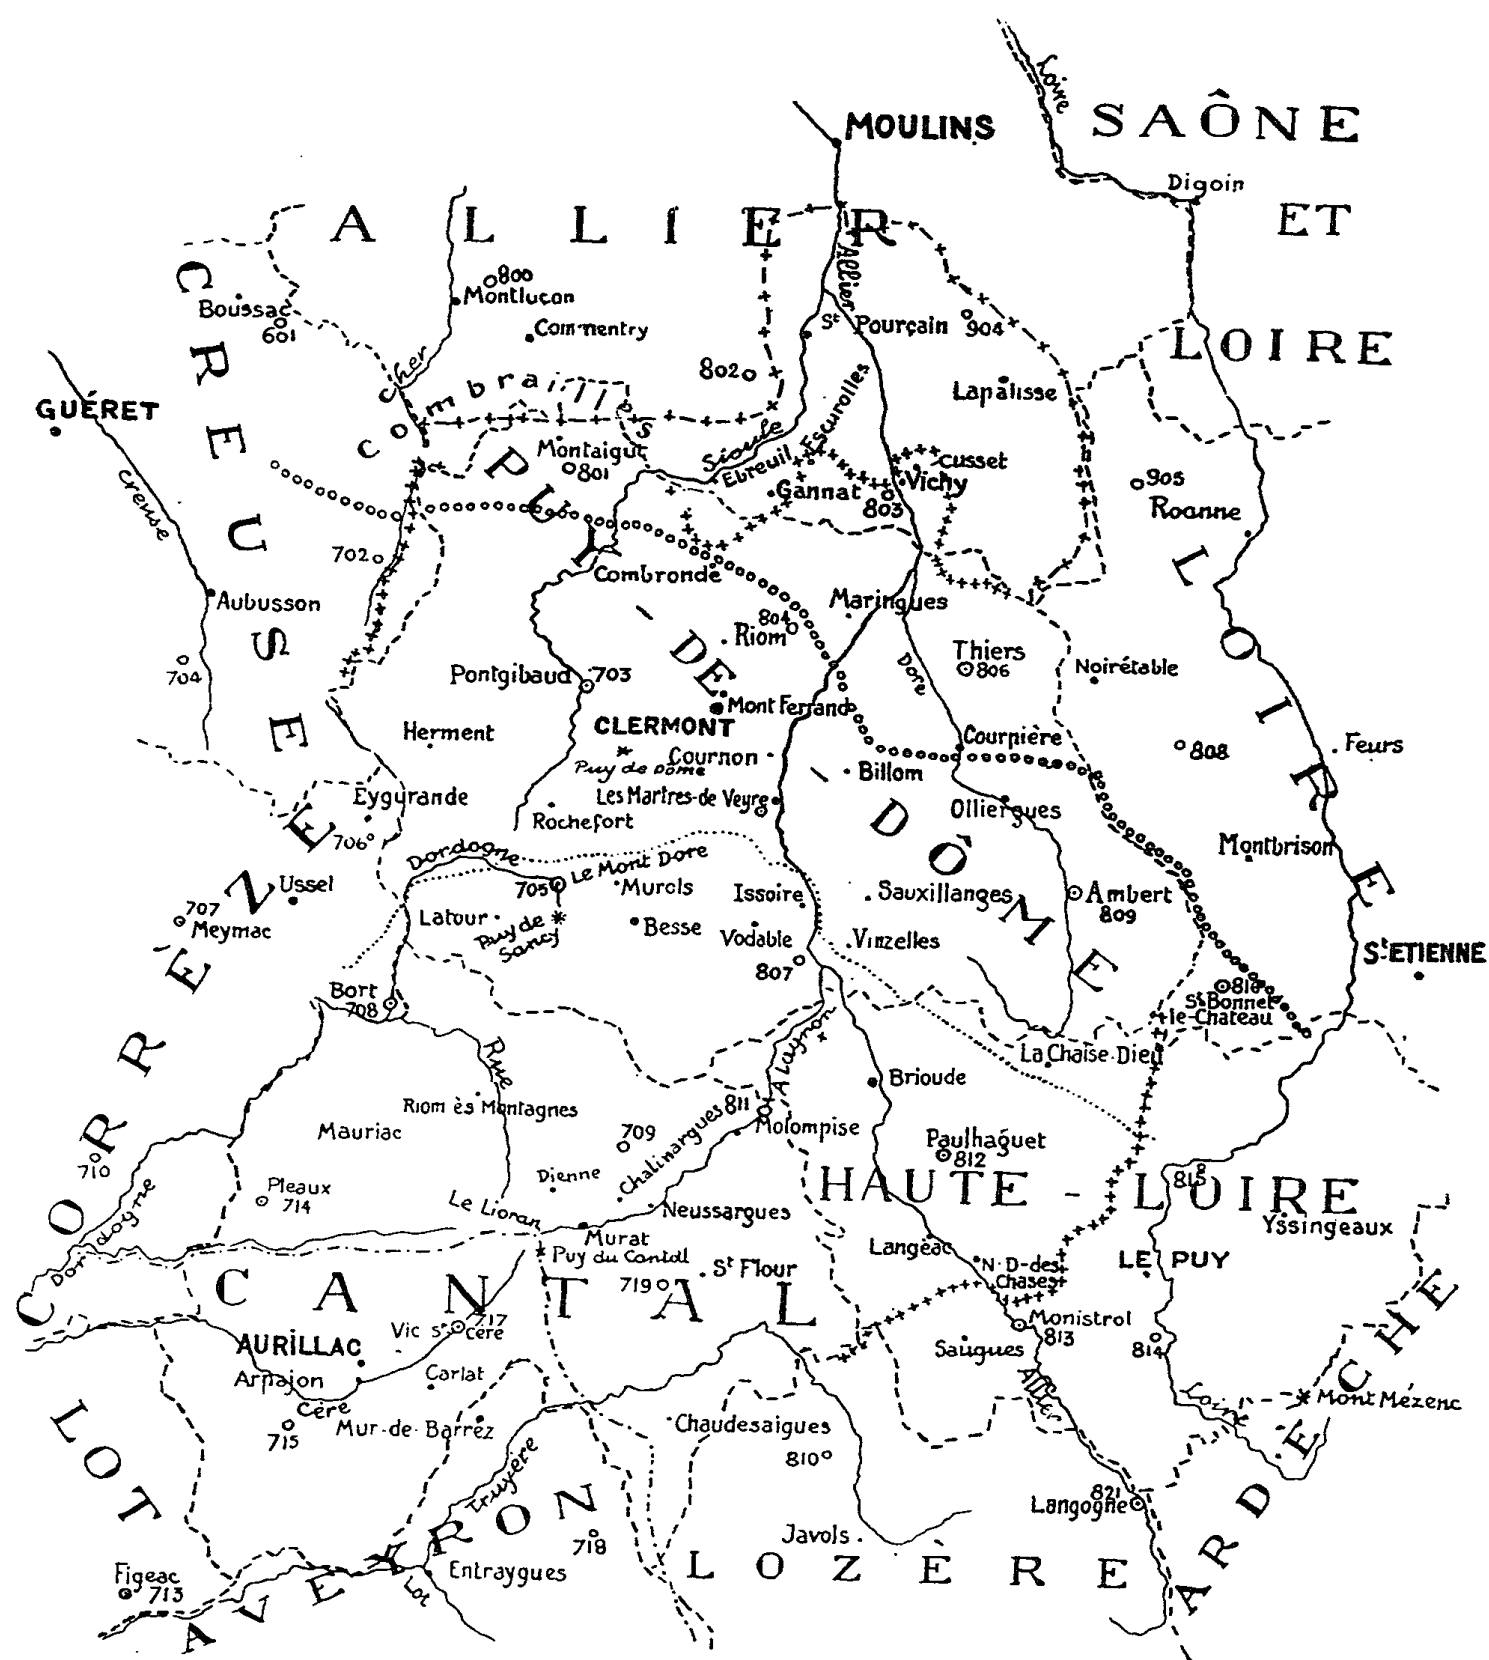 Loire
SAÔNE
ET
LOIRE
MOULINS
Digoin
ALLIER
Allier
CREUSE
800
Montluçon
Boussac
601
Commentry
St Pourçain
904
Cher
802
Lapalisse
GUÉRET
Combrailles
Escurolles
Montaigut
801
Sioule
Ebreuil
Cusset
Vichy
Gannat
803
905
Roanne
Creuse
PUY-DE-DÔME
702
Combronde
Aubusson
Maringues
804
Riom
LOIRE
Thiers
806
Noirétable
Dore
704
Pontgibaud
703
Mont Ferrand
CLERMONT
Herment
Cournon
Puy de Dôme
Courpière
808
Feurs
Billom
Eygurande
Les Martres-de Veyre
Rochefort
Olliergues
706
Montbrison
Dordogne
Le Mont Dore
705
CORRÈZE
Ussel
Murols
Issoire
Sauxillanges
Ambert
809
707
Meymac
Latour
Puy de Sancy
Besse
Vodable
Vinzelles
St ETIENNE
807
Bort
708
810
St Bonnet
le-Chateau
Rue
Alagnon
La Chaise-Dieu
Brioude
Riom ès Montagnes
811
Molompise
Mauriac
709
Chalinargues
Paulhaguet
812
710
Dienne
HAUTE-LOIRE
815
Pleaux
714
Le Lioran
Neussargues
Yssingeaux
Dordogne
Murat
Langeac
Puy du Cantal
N.D-des
Chases
LE PUY
719
St Flour
CANTAL
717
Vic s/ Cère
Monistrol
813
AURILLAC
Saugues
814
Arpajon
Carlat
Allier
Loire
Mont Mézenc
Cère
715
Mur-de-Barrez
Chaudesaigues
810
ARDÈCHE
LOT
Truyère
821
Langogne
AVEYRON
718
Javols
LOZÈRE
Figeac
713
Entraygues
Lot